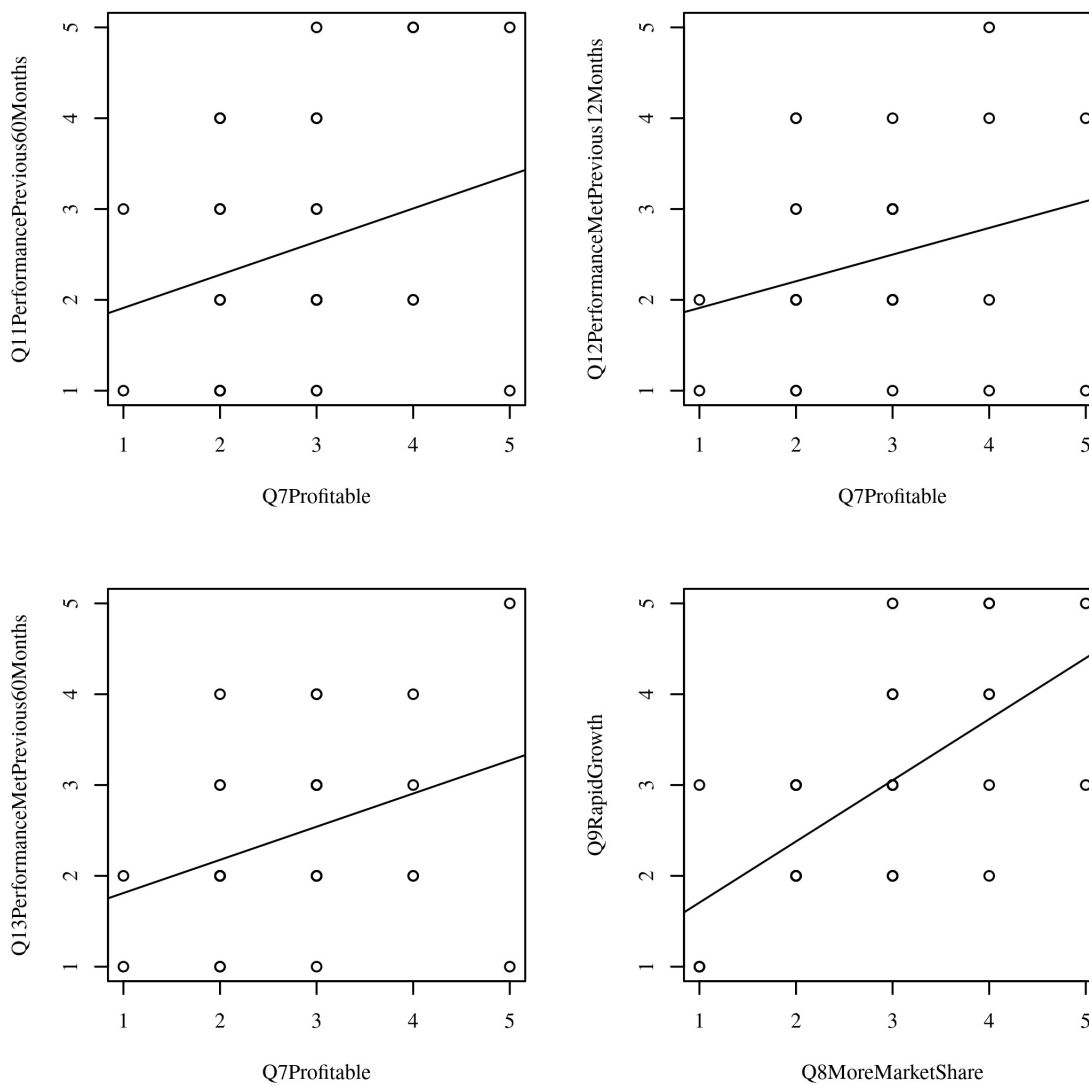 Q11PerformancePrevious60Months
5
4
3
2
1
1 2 3 4 5
Q7Profitable
Q12PerformanceMetPrevious12Months
5
4
3
2
1
1 2 3 4 5
Q7Profitable
Q13PerformanceMetPrevious60Months
5
4
3
2
1
1 2 3 4 5
Q7Profitable
Q9RapidGrowth
5
4
3
2
1
1 2 3 4 5
Q8MoreMarketShare